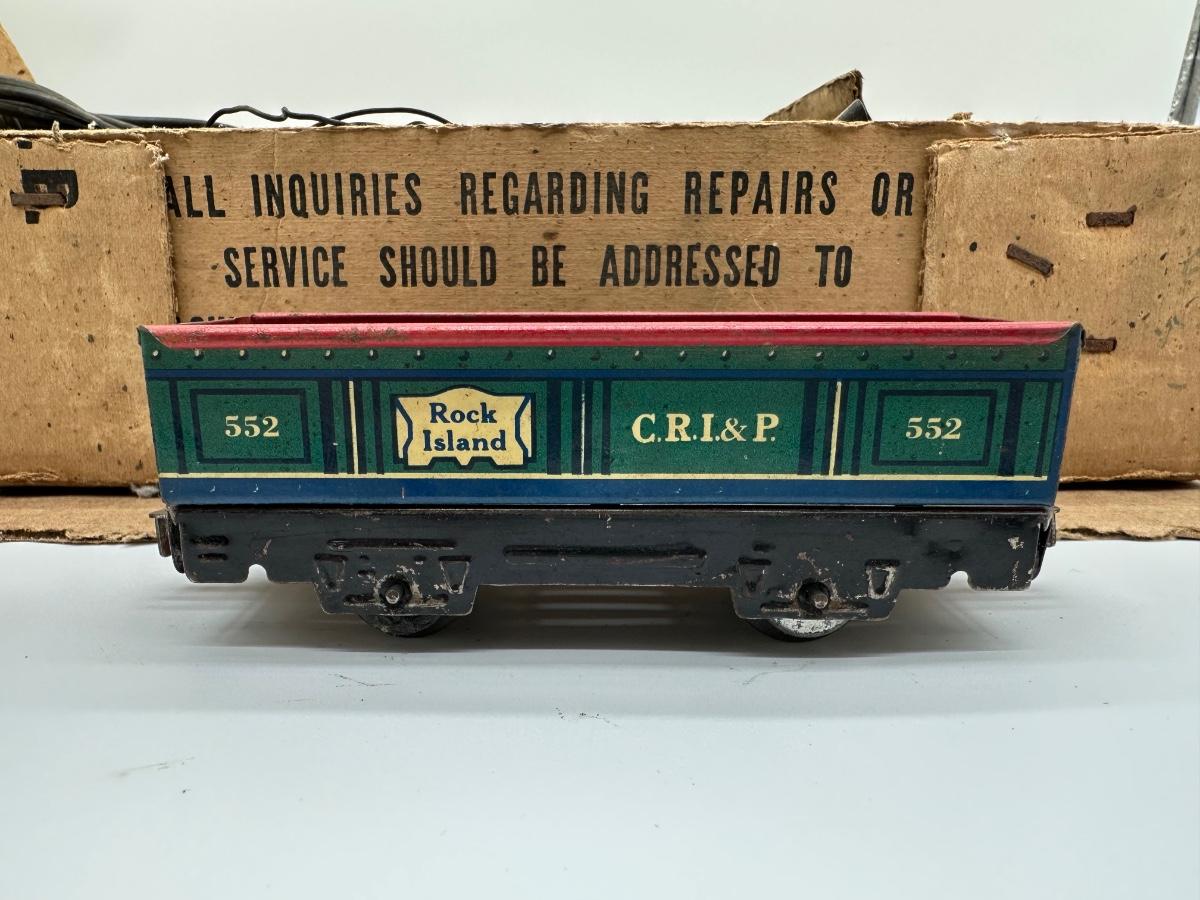 ALL INQUIRIES REGARDING REPAIRS OR
SERVICE SHOULD BE ADDRESSED TO
552
Rock
Island
C.R.I.& P.
552